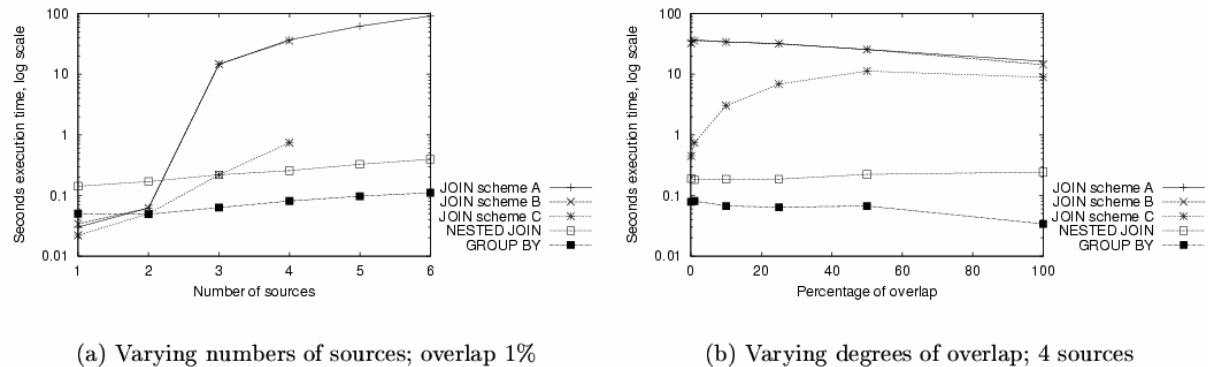 100
10
1
0.1
0.01
Seconds execution time, log scale
1 2 3 4 5 6
Number of sources
JOIN scheme A
JOIN scheme B
JOIN scheme C
NESTED JOIN
GROUP BY
(a) Varying numbers of sources; overlap 1%
100
10
1
0.1
0.01
Seconds execution time, log scale
0 20 40 60 80 100
Percentage of overlap
JOIN scheme A
JOIN scheme B
JOIN scheme C
NESTED JOIN
GROUP BY
(b) Varying degrees of overlap; 4 sources